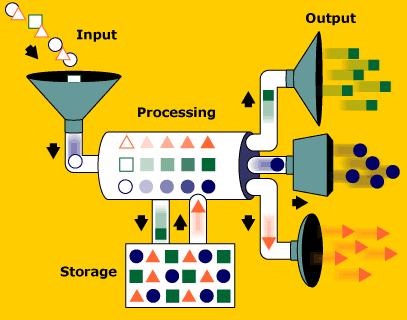 Output
Input
Processing
Storage